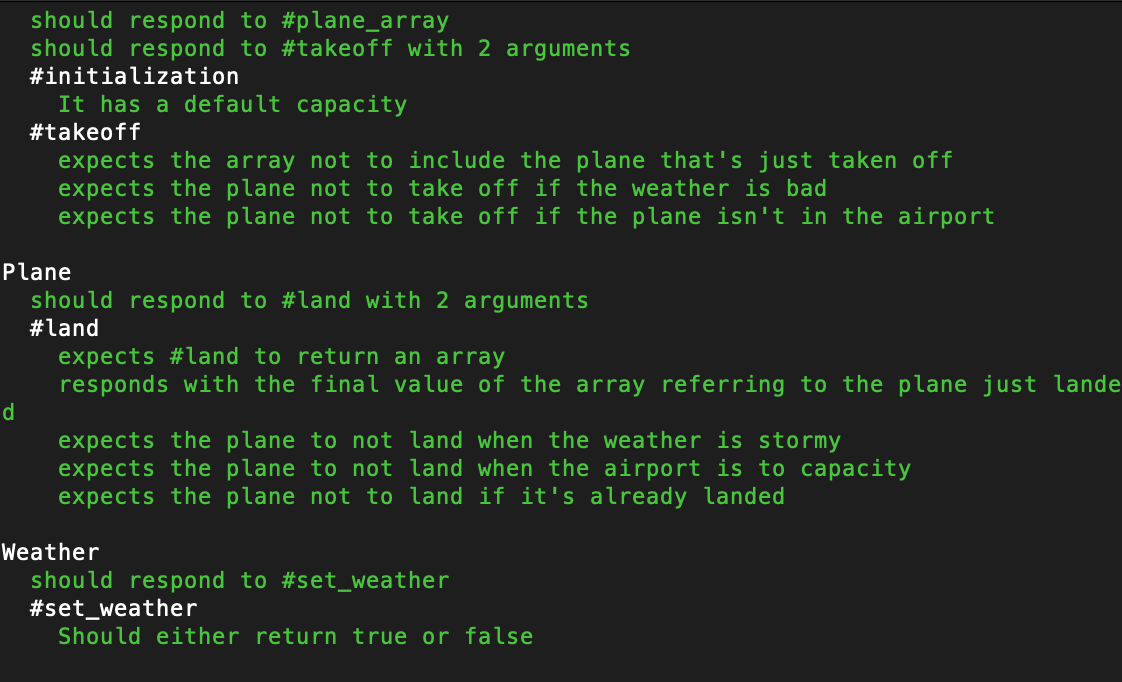 should respond to #plane_array
should respond to #takeoff with 2 arguments
#initialization
It has a default capacity
#takeoff
expects the array not to include the plane that's just taken off
expects the plane not to take off if the weather is bad
expects the plane not to take off if the plane isn't in the airport
Plane
should respond to #land with 2 arguments
#land
expects #land to return an array
responds with the final value of the array referring to the plane just lande
d
expects the plane to not land when the weather is stormy
expects the plane to not land when the airport is to capacity
expects the plane not to land if it's already landed
Weather
should respond to #set_weather
#set_weather
Should either return true or false